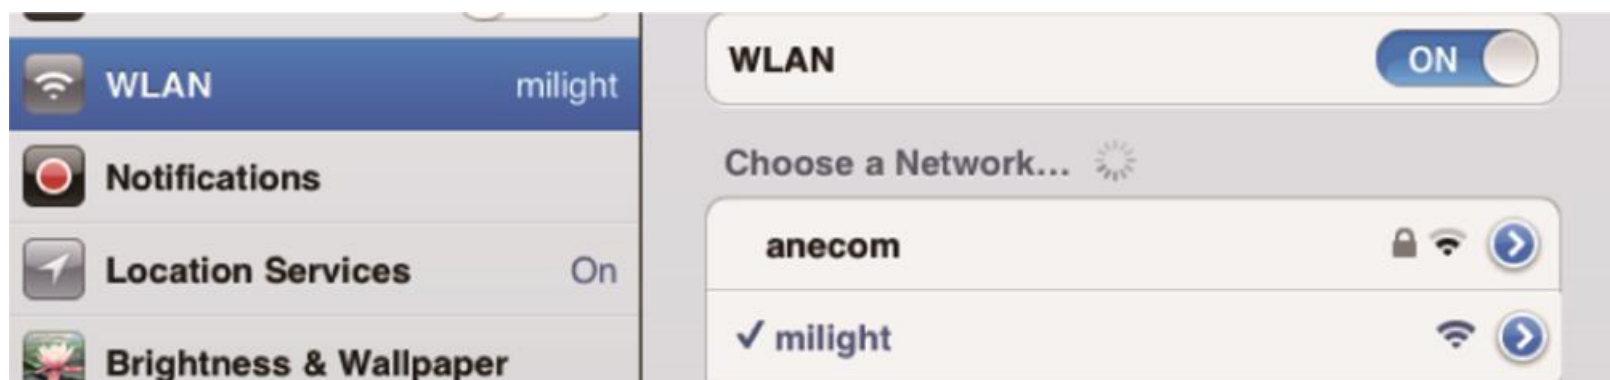 WLAN milight
Notifications
Location Services On
Brightness & Wallpaper
WLAN ON
Choose a Network...
anecom
milight